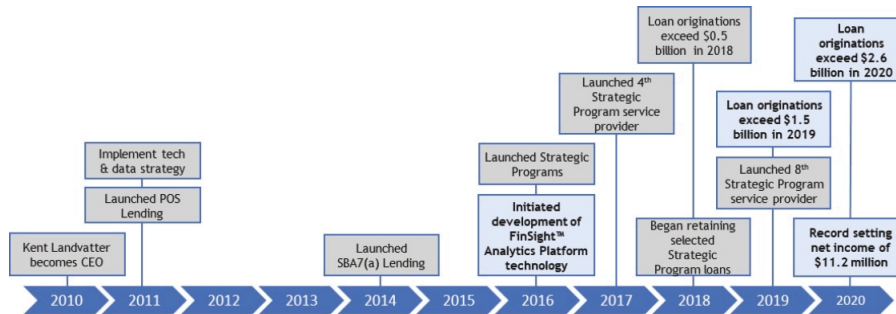 Kent Landvatter
becomes CEO
Implement tech
& data strategy
Launched POS
Lending
Launched
SBA7(a) Lending
Launched Strategic
Programs
Initiated
development of
FinSight™
Analytics Platform
technology
Launched 4th
Strategic
Program service
provider
Loan originations
exceed $0.5
billion in 2018
Began retaining
selected
Strategic
Program loans
Loan originations
exceed $1.5
billion in 2019
Launched 8th
Strategic Program
service provider
Loan
originations
exceed $2.6
billion in 2020
Record setting
net income of
$11.2 million
2010
2011
2012
2013
2014
2015
2016
2017
2018
2019
2020